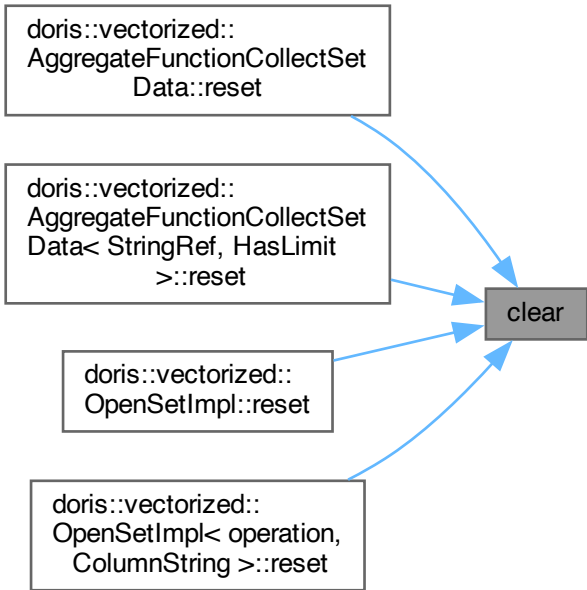 doris::vectorized::
AggregateFunctionCollectSet
Data::reset
doris::vectorized::
AggregateFunctionCollectSet
Data< StringRef, HasLimit
>::reset
clear
doris::vectorized::
OpenSetImpl::reset
doris::vectorized::
OpenSetImpl< operation,
ColumnString >::reset